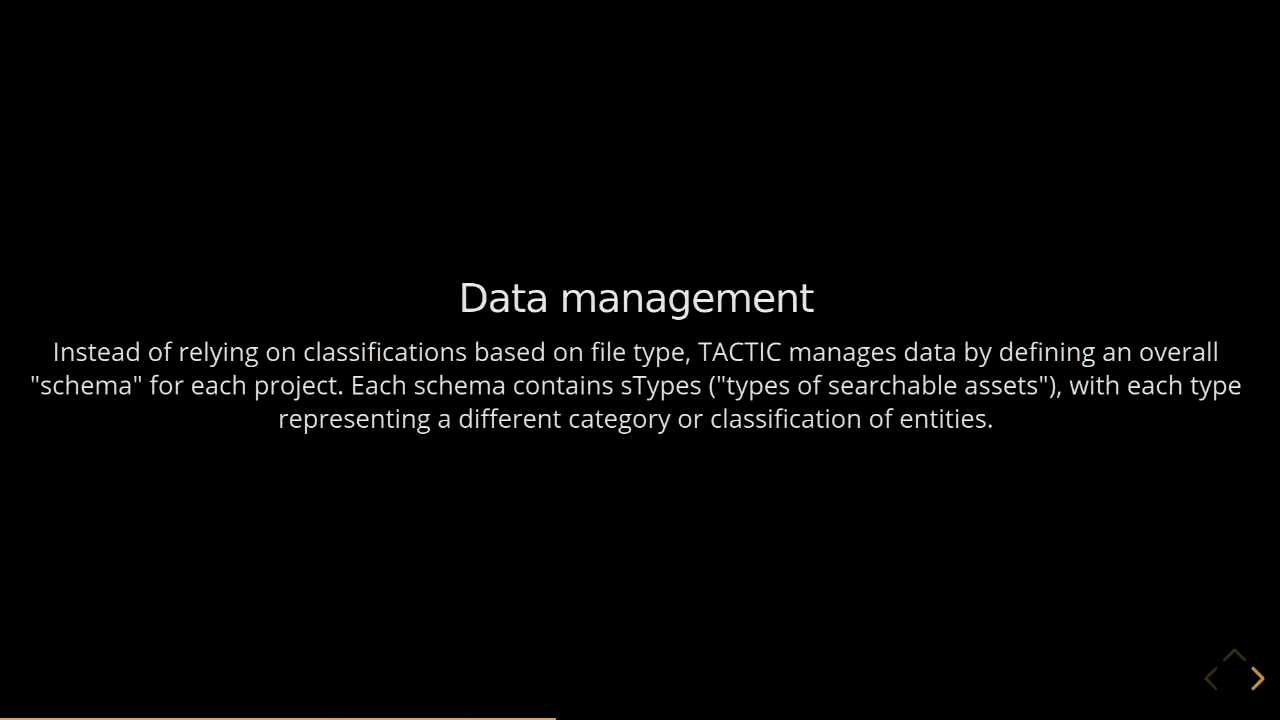 Data management
Instead of relying on classifications based on file type, TACTIC manages data by defining an overall
"schema" for each project. Each schema contains sTypes ("types of searchable assets"), with each type
representing a different category or classification of entities.